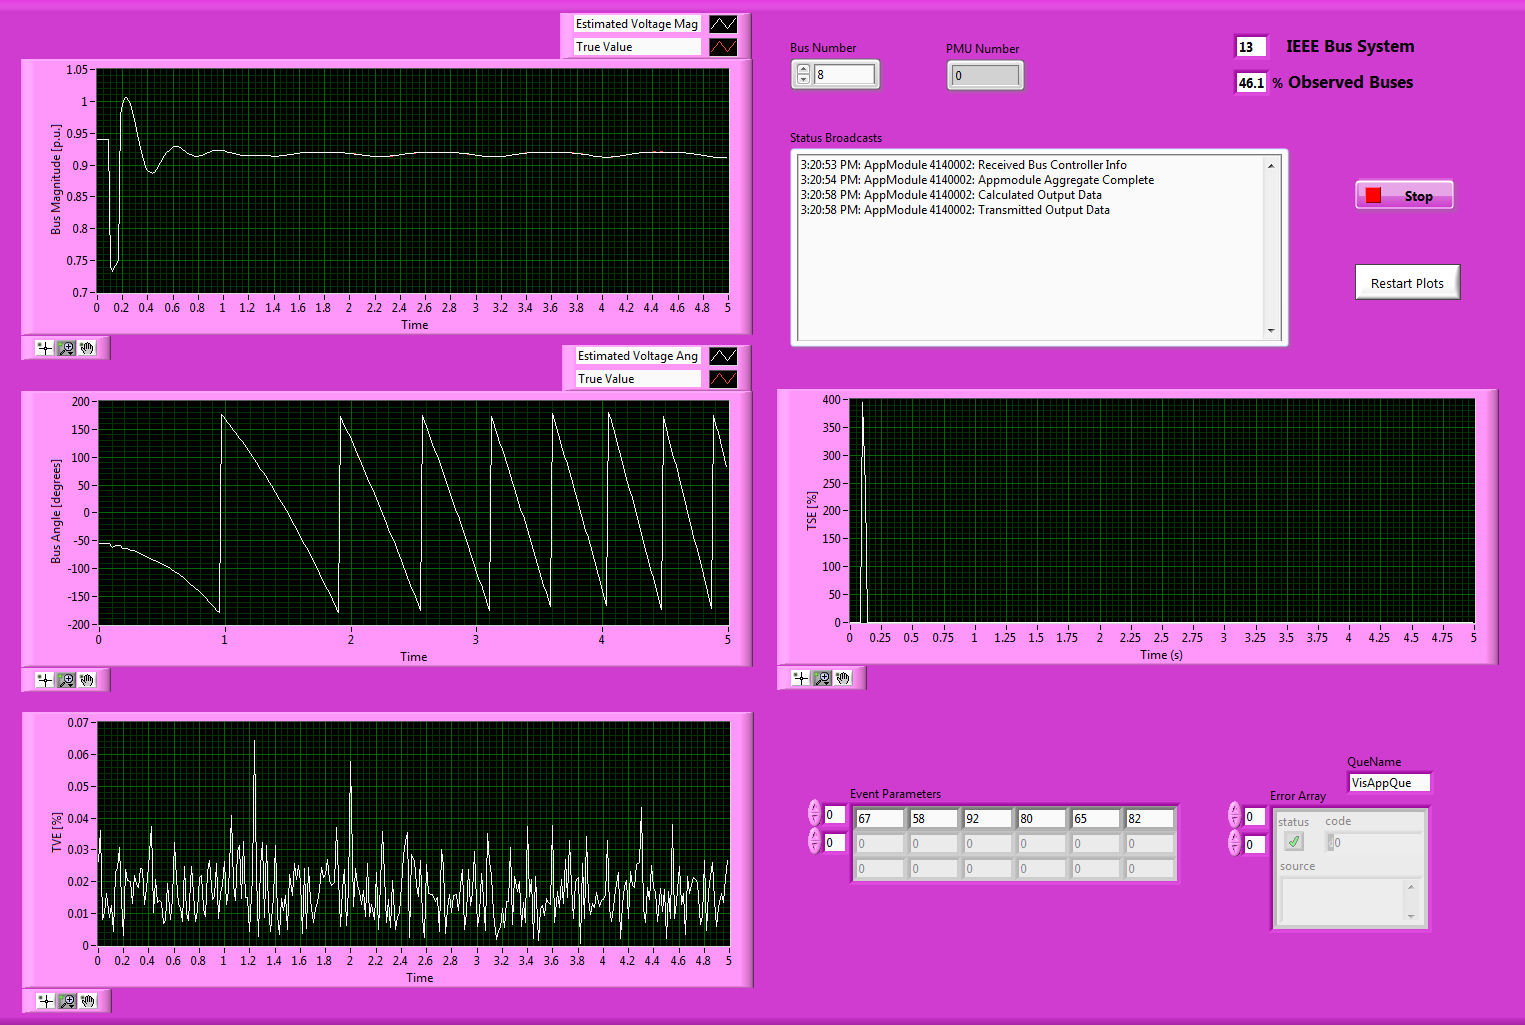 Estimated Voltage Mag
True Value
1.05
1
0.95
0.9
0.85
0.8
0.75
0.7
Bus Magnitude [p.u.]
0 0.2 0.4 0.6 0.8 1 1.2 1.4 1.6 1.8 2 2.2 2.4 2.6 2.8 3 3.2 3.4 3.6 3.8 4 4.2 4.4 4.6 4.8 5
Time
Bus Number
8
PMU Number
0
13 IEEE Bus System
46.1 % Observed Buses
Status Broadcasts
3:20:53 PM: AppModule 4140002: Received Bus Controller Info
3:20:54 PM: AppModule 4140002: Appmodule Aggregate Complete
3:20:58 PM: AppModule 4140002: Calculated Output Data
3:20:58 PM: AppModule 4140002: Transmitted Output Data
Stop
Restart Plots
Estimated Voltage Ang
True Value
200
150
100
50
0
-50
-100
-150
-200
Bus Angle [degrees]
0 1 2 3 4 5
Time
400
350
300
250
200
150
100
50
0
TSE [%]
0 0.25 0.5 0.75 1 1.25 1.5 1.75 2 2.25 2.5 2.75 3 3.25 3.5 3.75 4 4.25 4.5 4.75 5
Time (s)
0.07
0.06
0.05
0.04
0.03
0.02
0.01
0
TVE [%]
0 0.2 0.4 0.6 0.8 1 1.2 1.4 1.6 1.8 2 2.2 2.4 2.6 2.8 3 3.2 3.4 3.6 3.8 4 4.2 4.4 4.6 4.8 5
Time
Event Parameters
0
0
67 58 92 80 65 82
0 0 0 0 0 0
0 0 0 0 0 0
QueName
VisAppQue
Error Array
0
0
status code
0
source